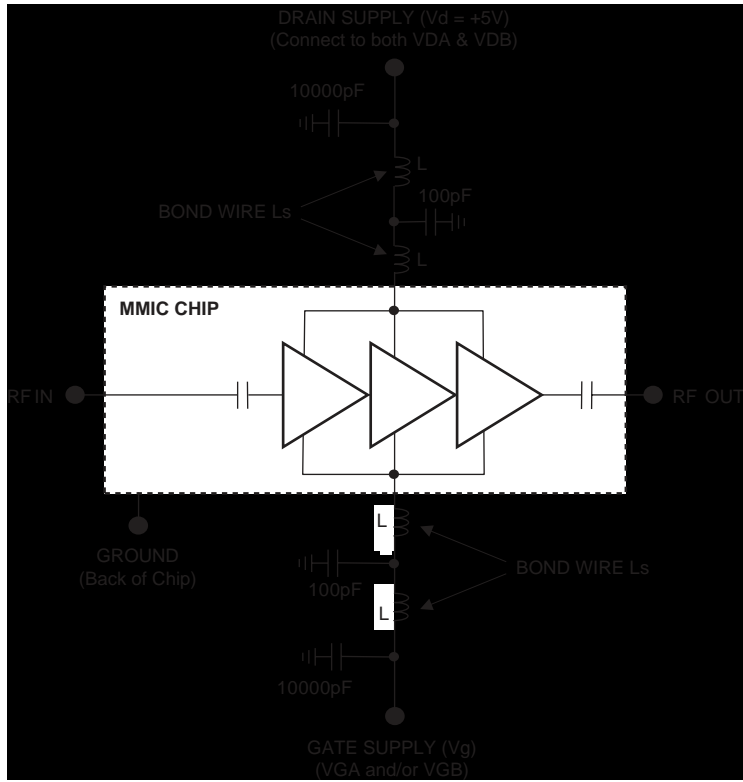 DRAIN SUPPLY (Vd = +5V)
(Connect to both VDA & VDB)
10000pF
L
100pF
BOND WIRE Ls
L
MMIC CHIP
RF IN
RF OUT
L
GROUND
(Back of Chip)
100pF
BOND WIRE Ls
L
10000pF
GATE SUPPLY (Vg)
(VGA and/or VGB)